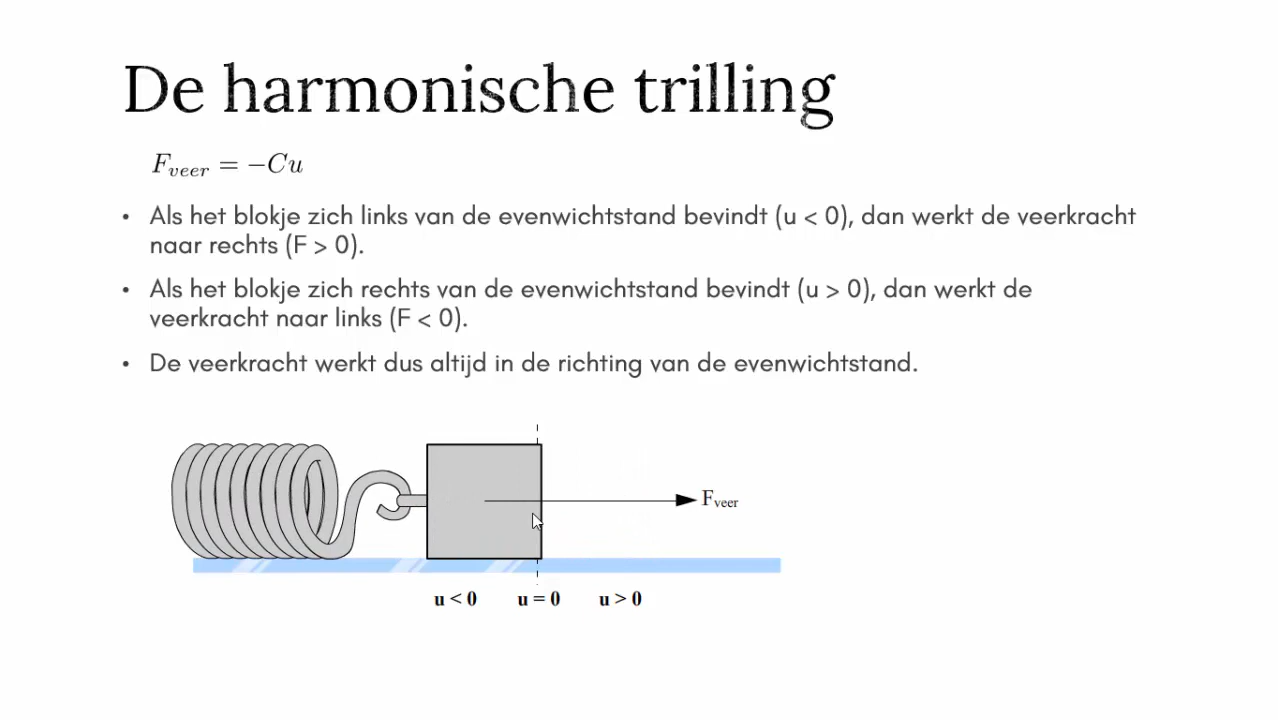 De harmonische trilling
F_veer = −Cu
• Als het blokje zich links van de evenwichtstand bevindt (u < 0), dan werkt de veerkracht
naar rechts (F > 0).
• Als het blokje zich rechts van de evenwichtstand bevindt (u > 0), dan werkt de
veerkracht naar links (F < 0).
• De veerkracht werkt dus altijd in de richting van de evenwichtstand.
F_veer
u < 0 u = 0 u > 0